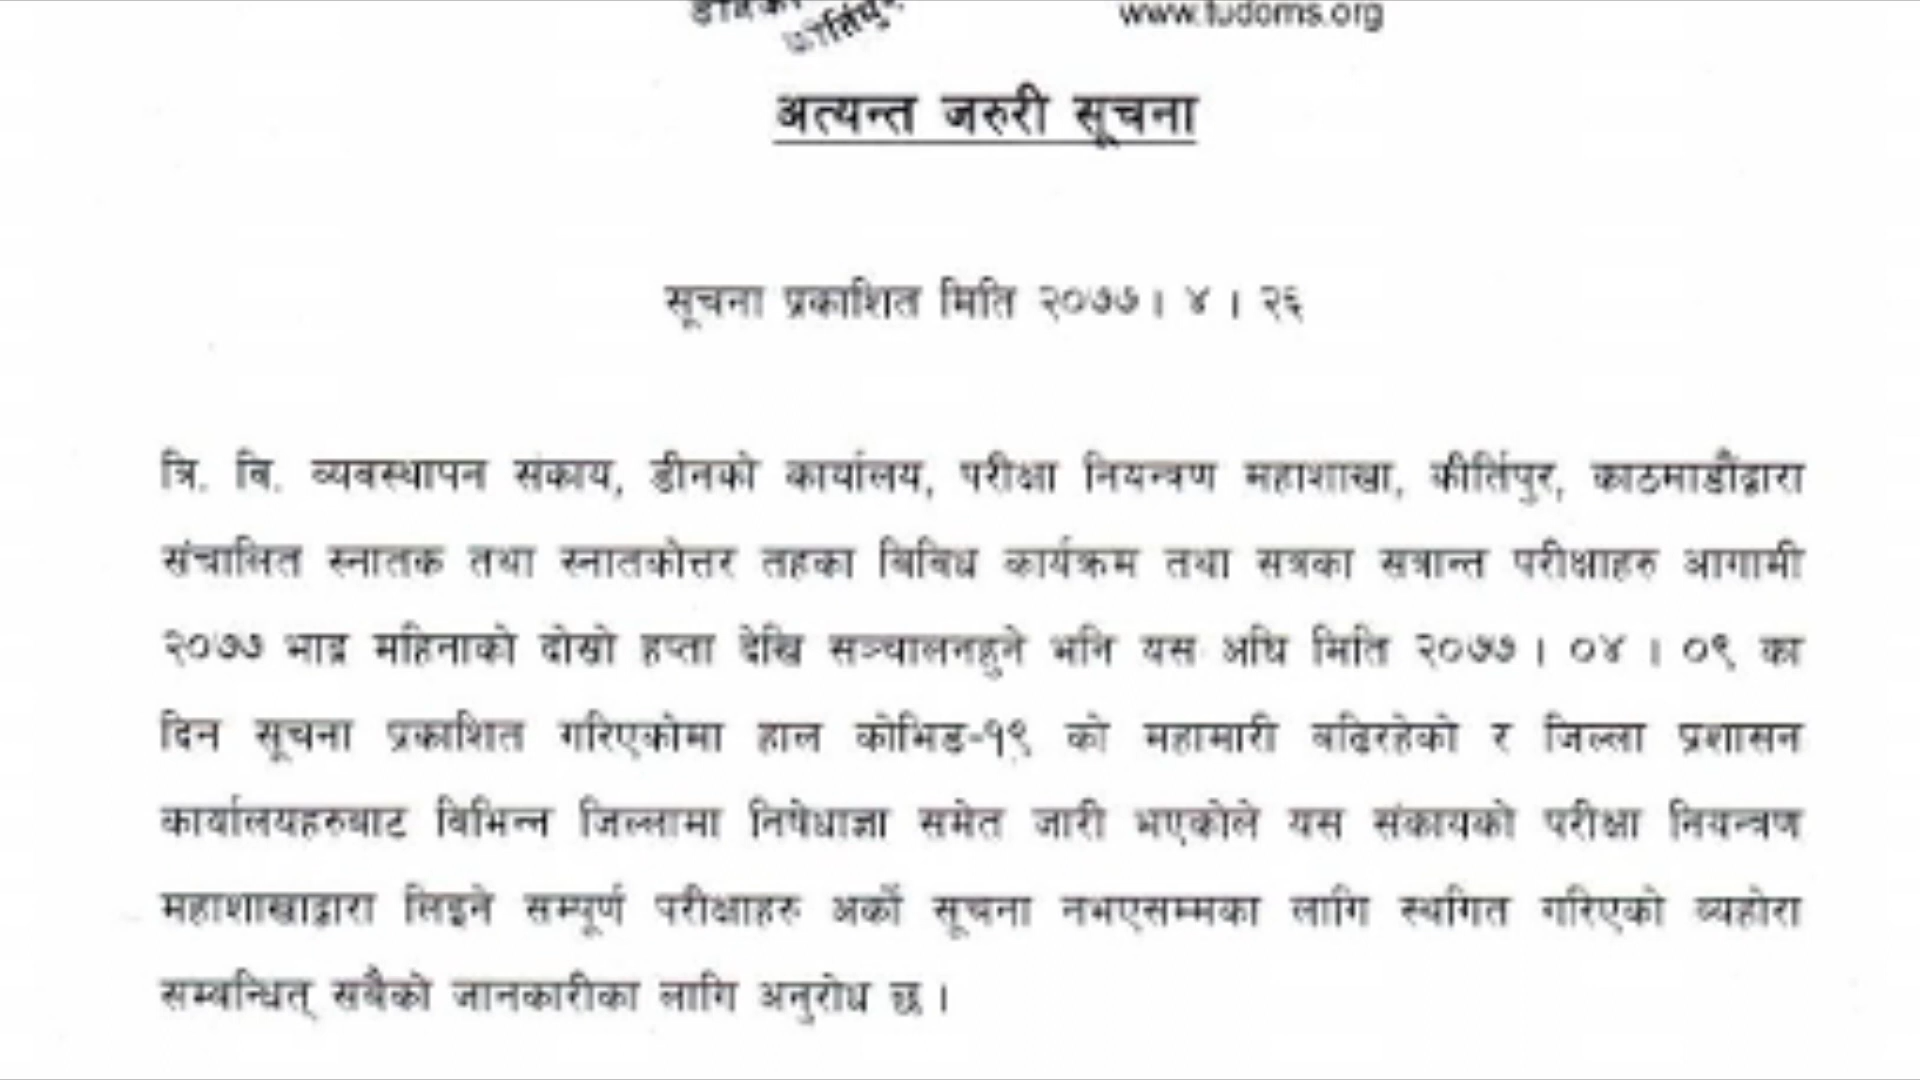 www.tudoms.org
अत्यन्त जरुरी सूचना
सूचना प्रकाशित मिति २०७७। ४ । २६
त्रि. वि. व्यवस्थापन संकाय, डीनको कार्यालय, परीक्षा नियन्त्रण महाशाखा, कीर्तिपुर, काठमाडौंद्वारा
संचालित स्नातक तथा स्नातकोत्तर तहका बिबिध कार्यक्रम तथा सत्रका सत्रान्त परीक्षाहरु आगामी
२०७७ भाद्र महिनाको दोस्रो हप्ता देखि सञ्चालनहुने भनि यस अघि मिति २०७७ । ०४ । ०९ का
दिन सूचना प्रकाशित गरिएकोमा हाल कोभिड-१९ को महामारी बढिरहेको र जिल्ला प्रशासन
कार्यालयहरुबाट विभिन्न जिल्लामा निषेधाज्ञा समेत जारी भएकोले यस संकायको परीक्षा नियन्त्रण
महाशाखाद्वारा लिइने सम्पूर्ण परीक्षाहरु अर्को सूचना नभएसम्मका लागि स्थगित गरिएको व्यहोरा
सम्बन्धित् सबैको जानकारीका लागि अनुरोध छ ।